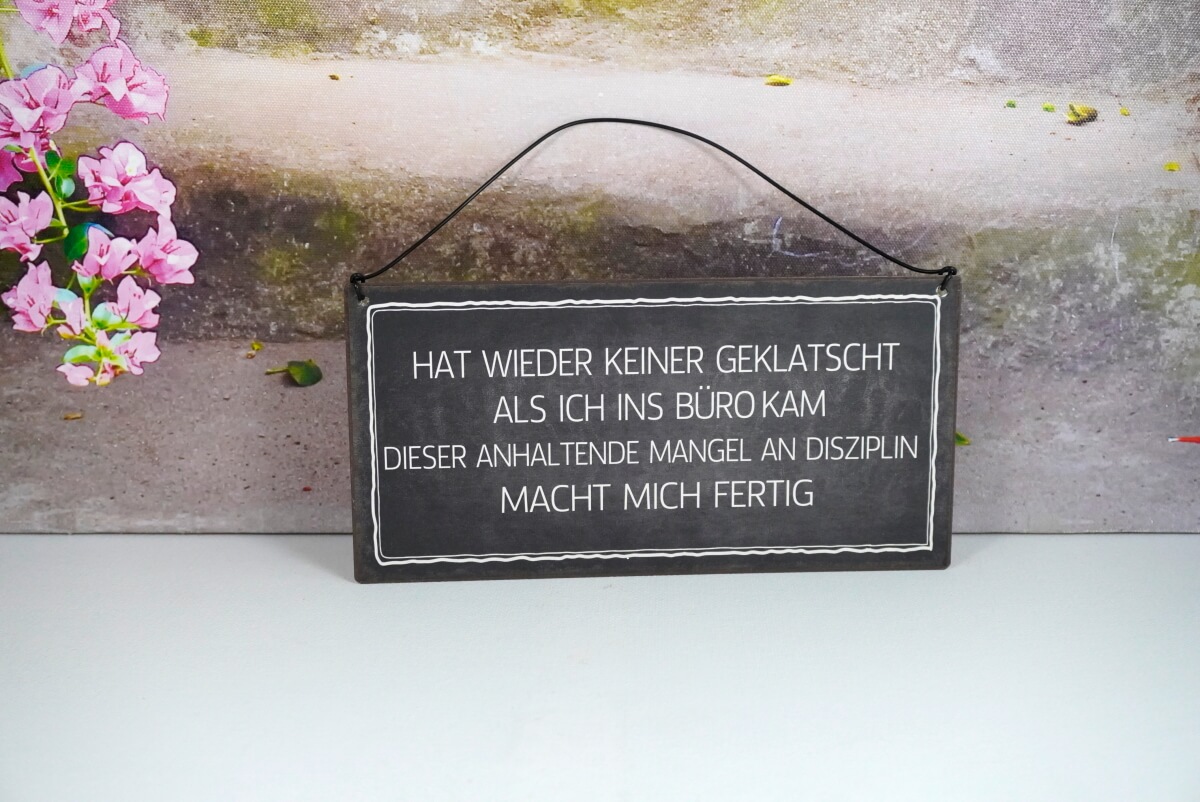 HAT WIEDER KEINER GEKLATSCHT
ALS ICH INS BÜRO KAM
DIESER ANHALTENDE MANGEL AN DISZIPLIN
MACHT MICH FERTIG